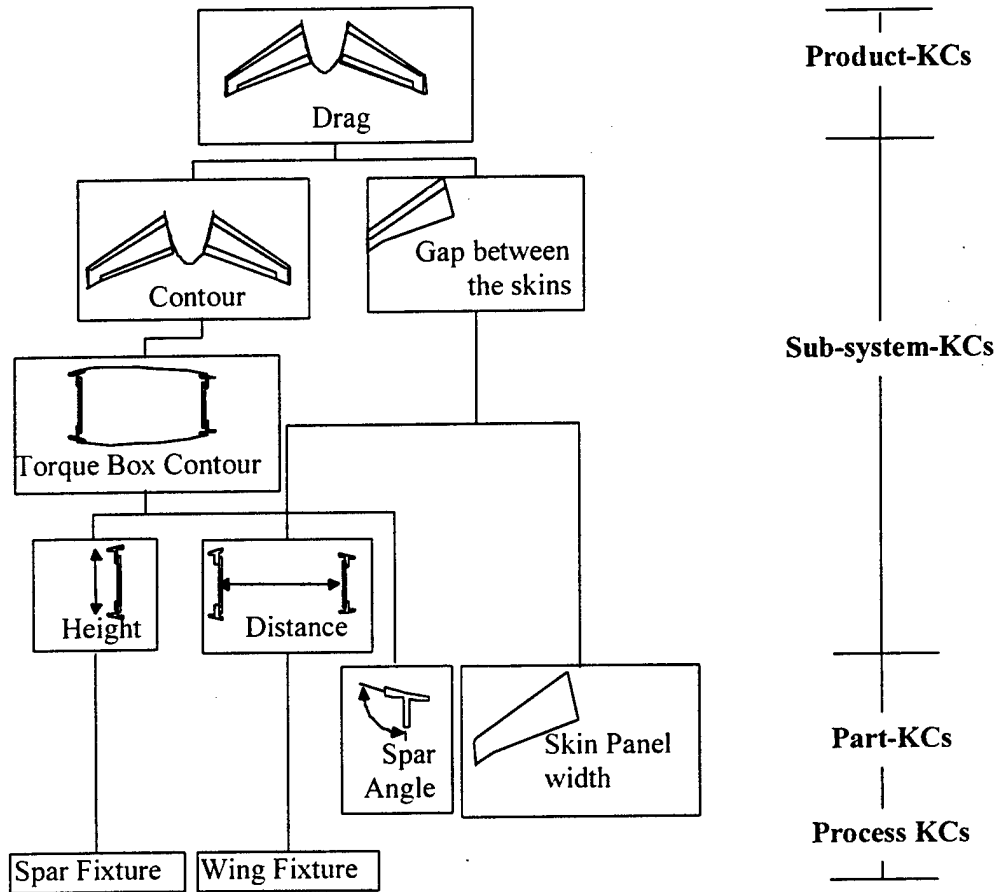 Product-KCs
Drag
Contour
Gap between
the skins
Sub-system-KCs
Torque Box Contour
Height
Distance
Spar
Angle
Skin Panel
width
Part-KCs
Process KCs
Spar Fixture
Wing Fixture